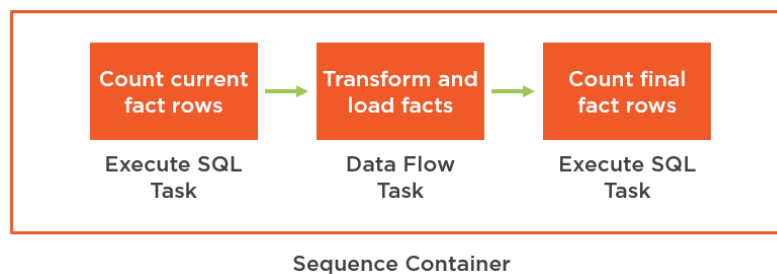 Count current
fact rows
Transform and
load facts
Count final
fact rows
Execute SQL
Task
Data Flow
Task
Execute SQL
Task
Sequence Container